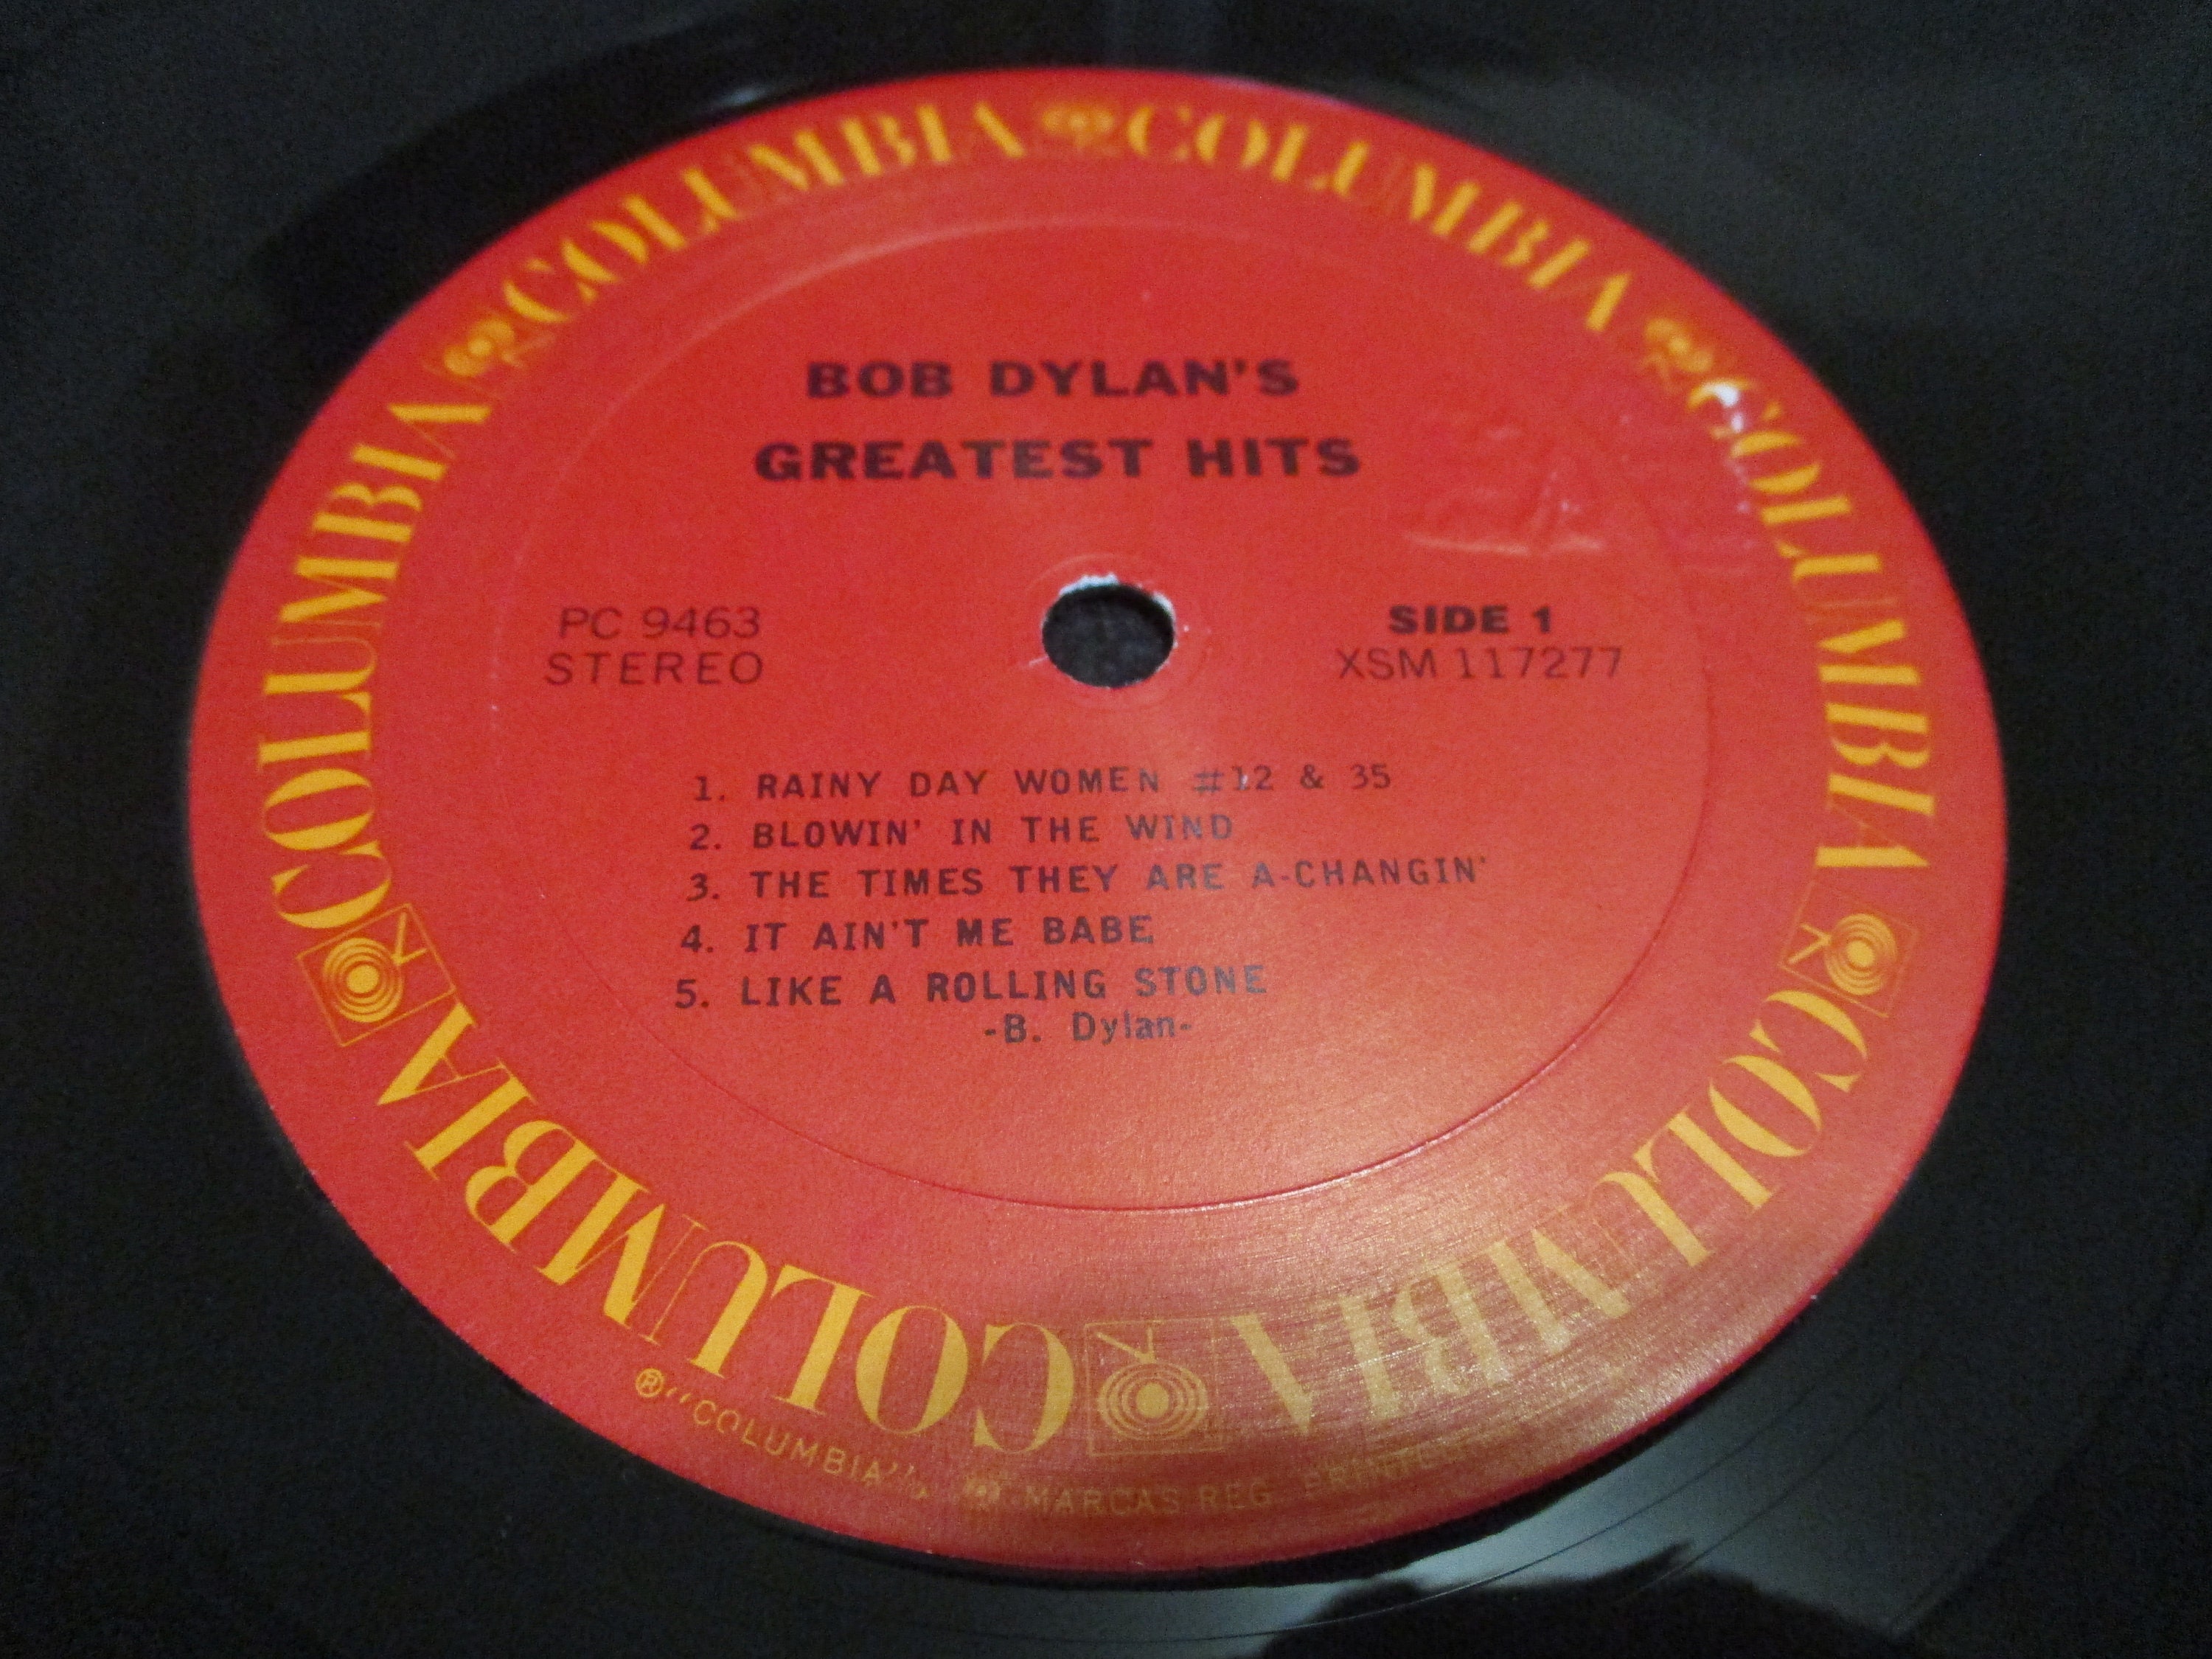 COLUMBIA COLUMBIA COLUMBIA COLUMBIA COLUMBIA COLUMBIA
BOB DYLAN'S
GREATEST HITS
PC 9463
STEREO
SIDE 1
XSM 117277
1. RAINY DAY WOMEN #12 & 35
2. BLOWIN' IN THE WIND
3. THE TIMES THEY ARE A-CHANGIN'
4. IT AIN'T ME BABE
5. LIKE A ROLLING STONE
-B. Dylan-
® "COLUMBIA", MARCAS REG. PRINTED